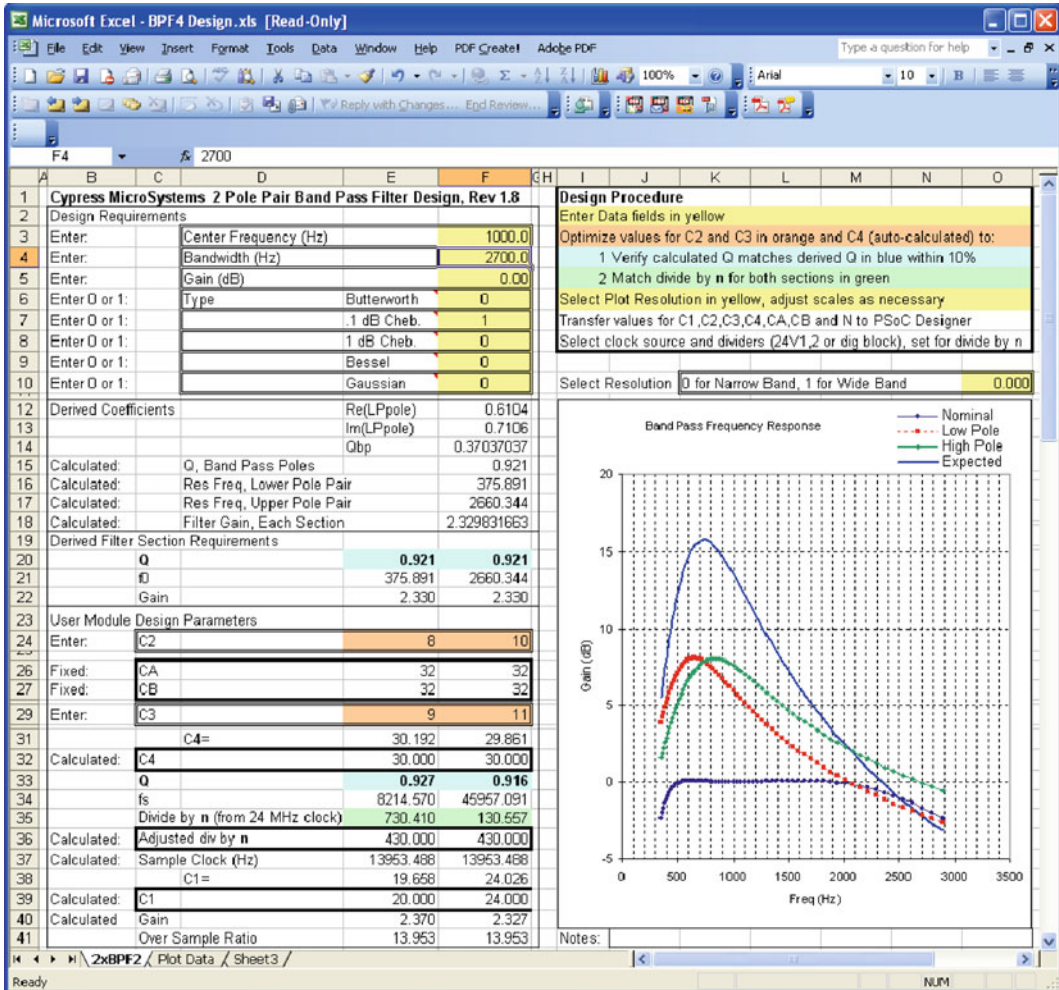 Microsoft Excel - BPF4 Design.xls [Read-Only]
File Edit View Insert Format Tools Data Window Help PDF Create! Adobe PDF Type a question for help
100% Arial 10 B
Reply with Changes... End Review...
F4 fx 2700
A B C D E F G H I J K L M N O
1 Cypress MicroSystems 2 Pole Pair Band Pass Filter Design, Rev 1.8 Design Procedure
2 Design Requirements Enter Data fields in yellow
3 Enter: Center Frequency (Hz) 1000.0 Optimize values for C2 and C3 in orange and C4 (auto-calculated) to:
4 Enter: Bandwidth (Hz) 2700.0 1 Verify calculated Q matches derived Q in blue within 10%
5 Enter: Gain (dB) 0.00 2 Match divide by n for both sections in green
6 Enter 0 or 1: Type Butterworth 0 Select Plot Resolution in yellow, adjust scales as necessary
7 Enter 0 or 1: .1 dB Cheb. 1 Transfer values for C1,C2,C3,C4,CA,CB and N to PSoC Designer
8 Enter 0 or 1: 1 dB Cheb. 0 Select clock source and dividers (24V1,2 or dig block), set for divide by n
9 Enter 0 or 1: Bessel 0
10 Enter 0 or 1: Gaussian 0 Select Resolution 0 for Narrow Band, 1 for Wide Band 0.000
12 Derived Coefficients Re(LPpole) 0.6104
13 Im(LPpole) 0.7106
14 Qbp 0.37037037
15 Calculated: Q, Band Pass Poles 0.921
16 Calculated: Res Freq, Lower Pole Pair 375.891
17 Calculated: Res Freq, Upper Pole Pair 2660.344
18 Calculated: Filter Gain, Each Section 2.329831663
19 Derived Filter Section Requirements
20 Q 0.921 0.921
21 f0 375.891 2660.344
22 Gain 2.330 2.330
23 User Module Design Parameters
24 Enter: C2 8 10
26 Fixed: CA 32 32
27 Fixed: CB 32 32
29 Enter: C3 9 11
31 C4= 30.192 29.861
32 Calculated: C4 30.000 30.000
33 Q 0.927 0.916
34 fs 8214.570 45957.091
35 Divide by n (from 24 MHz clock) 730.410 130.557
36 Calculated: Adjusted div by n 430.000 430.000
37 Calculated: Sample Clock (Hz) 13953.488 13953.488
38 C1= 19.658 24.026
39 Calculated: C1 20.000 24.000
40 Calculated Gain 2.370 2.327
41 Over Sample Ratio 13.953 13.953 Notes:
Band Pass Frequency Response
Nominal
Low Pole
High Pole
Expected
Gain (dB)
20
15
10
5
0
-5
0 500 1000 1500 2000 2500 3000 3500
Freq (Hz)
2xBPF2 Plot Data Sheet3
Ready NUM